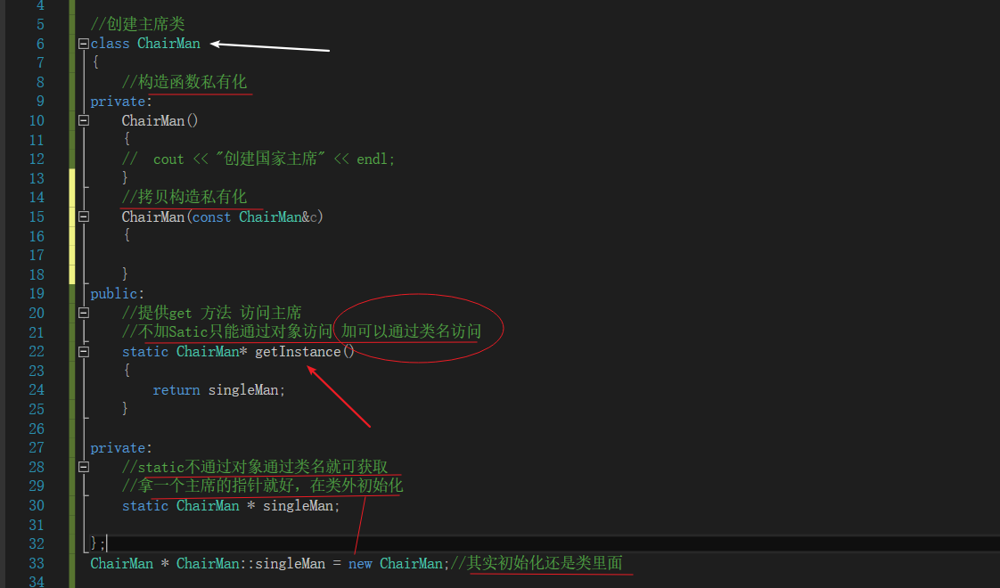 4
5 //创建主席类
6 class ChairMan
7 {
8 //构造函数私有化
9 private:
10 ChairMan()
11 {
12 // cout << "创建国家主席" << endl;
13 }
14 //拷贝构造私有化
15 ChairMan(const ChairMan&c)
16 {
17
18 }
19 public:
20 //提供get 方法 访问主席
21 //不加Satic只能通过对象访问 加可以通过类名访问
22 static ChairMan* getInstance()
23 {
24 return singleMan;
25 }
26
27 private:
28 //static不通过对象通过类名就可获取
29 //拿一个主席的指针就好，在类外初始化
30 static ChairMan * singleMan;
31
32 };
33 ChairMan * ChairMan::singleMan = new ChairMan;//其实初始化还是类里面
34